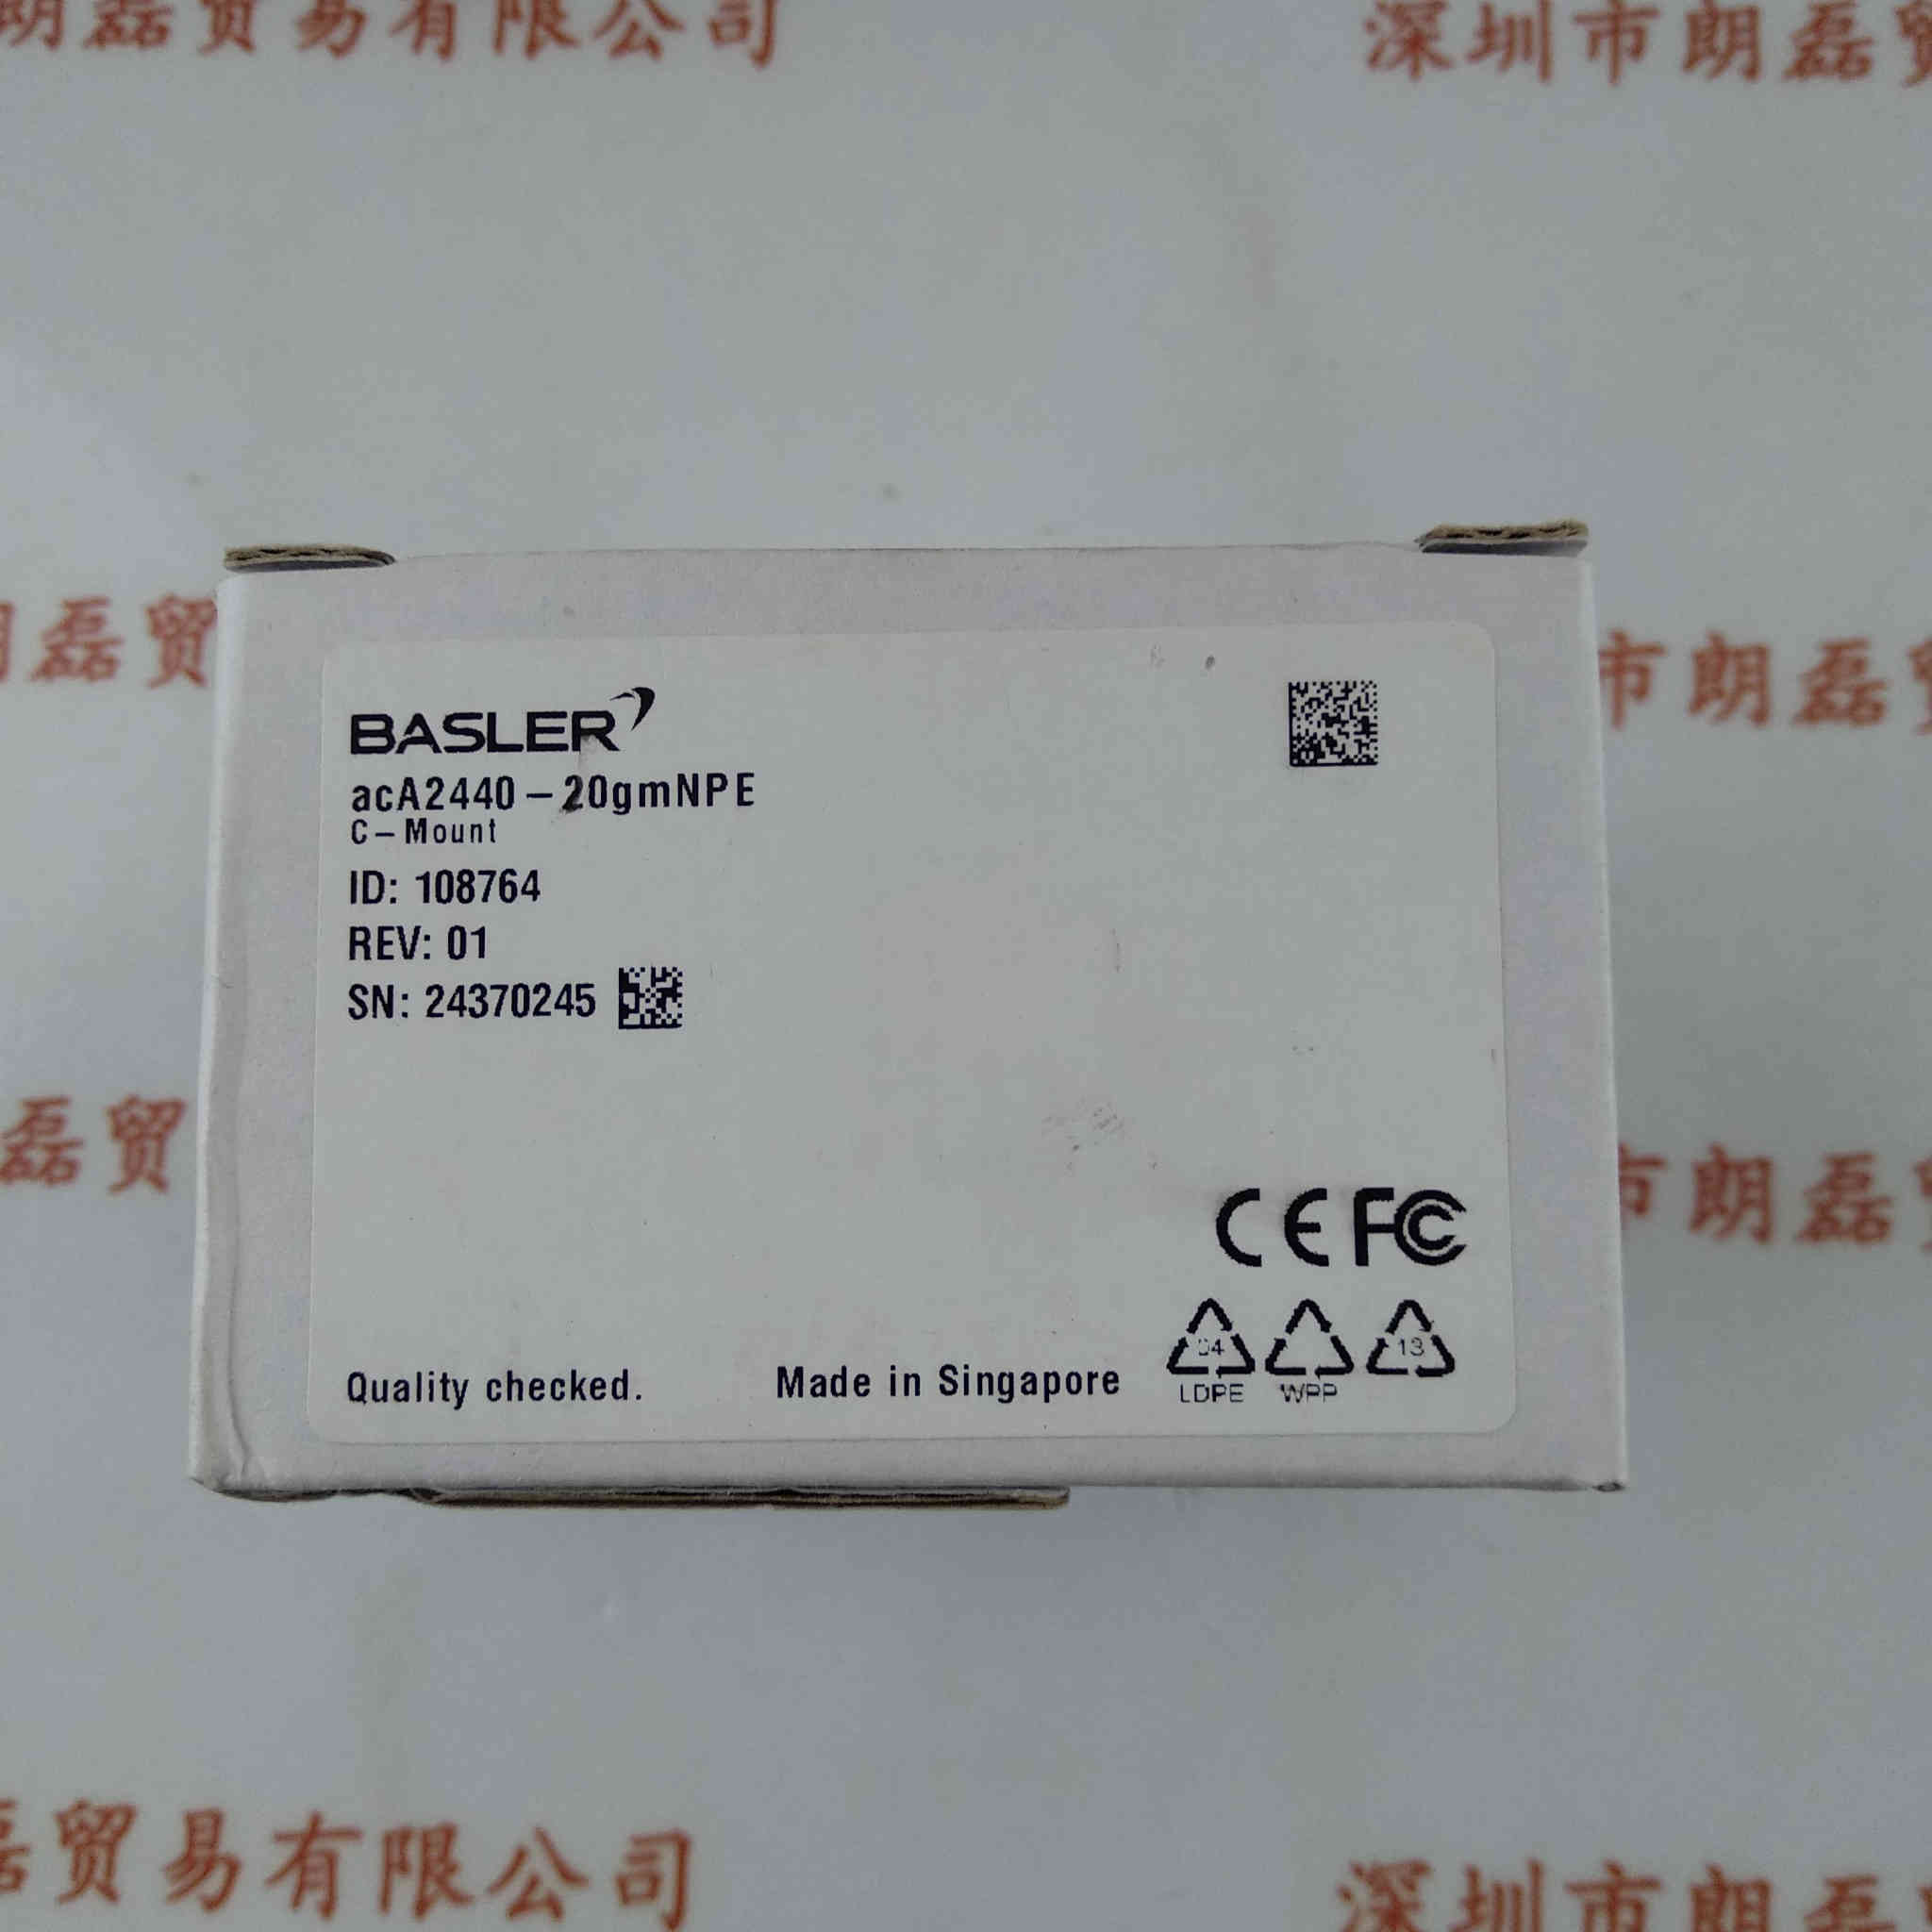 朗磊贸易有限公司
深圳市朗磊贸
磊贸
市朗磊贸
BASLER
acA2440-20gmNPE
C-Mount
ID: 108764
REV: 01
SN: 24370245
磊贸
市朗磊
CE FC
04
13
LDPE
WPP
Quality checked.
Made in Singapore
磊贸易有限公司
深圳市朗磊贸